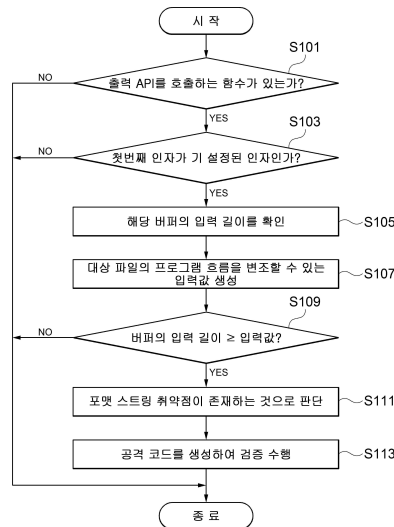 시 작
S101
출력 API를 호출하는 함수가 있는가?
NO
YES
S103
첫번째 인자가 기 설정된 인자인가?
NO
YES
해당 버퍼의 입력 길이를 확인
S105
대상 파일의 프로그램 흐름을 변조할 수 있는
입력값 생성
S107
S109
버퍼의 입력 길이 ≥ 입력값?
NO
YES
포맷 스트링 취약점이 존재하는 것으로 판단
S111
공격 코드를 생성하여 검증 수행
S113
종 료